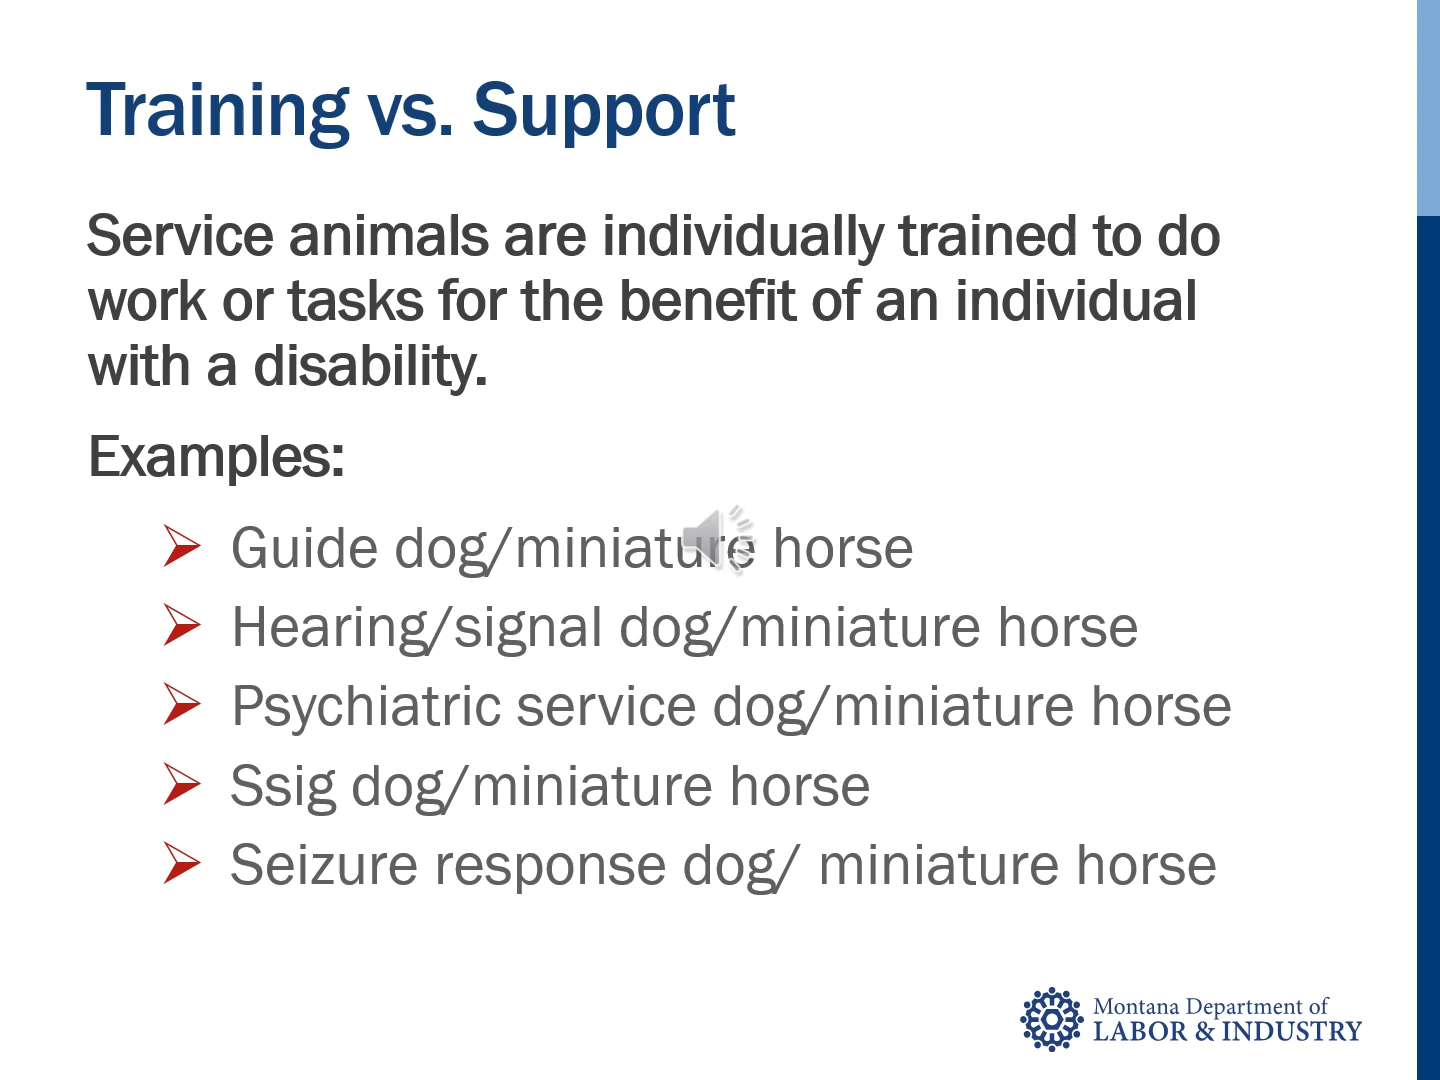 Training vs. Support
Service animals are individually trained to do
work or tasks for the benefit of an individual
with a disability.
Examples:
Guide dog/miniature horse
Hearing/signal dog/miniature horse
Psychiatric service dog/miniature horse
Ssig dog/miniature horse
Seizure response dog/ miniature horse
Montana Department of
LABOR & INDUSTRY